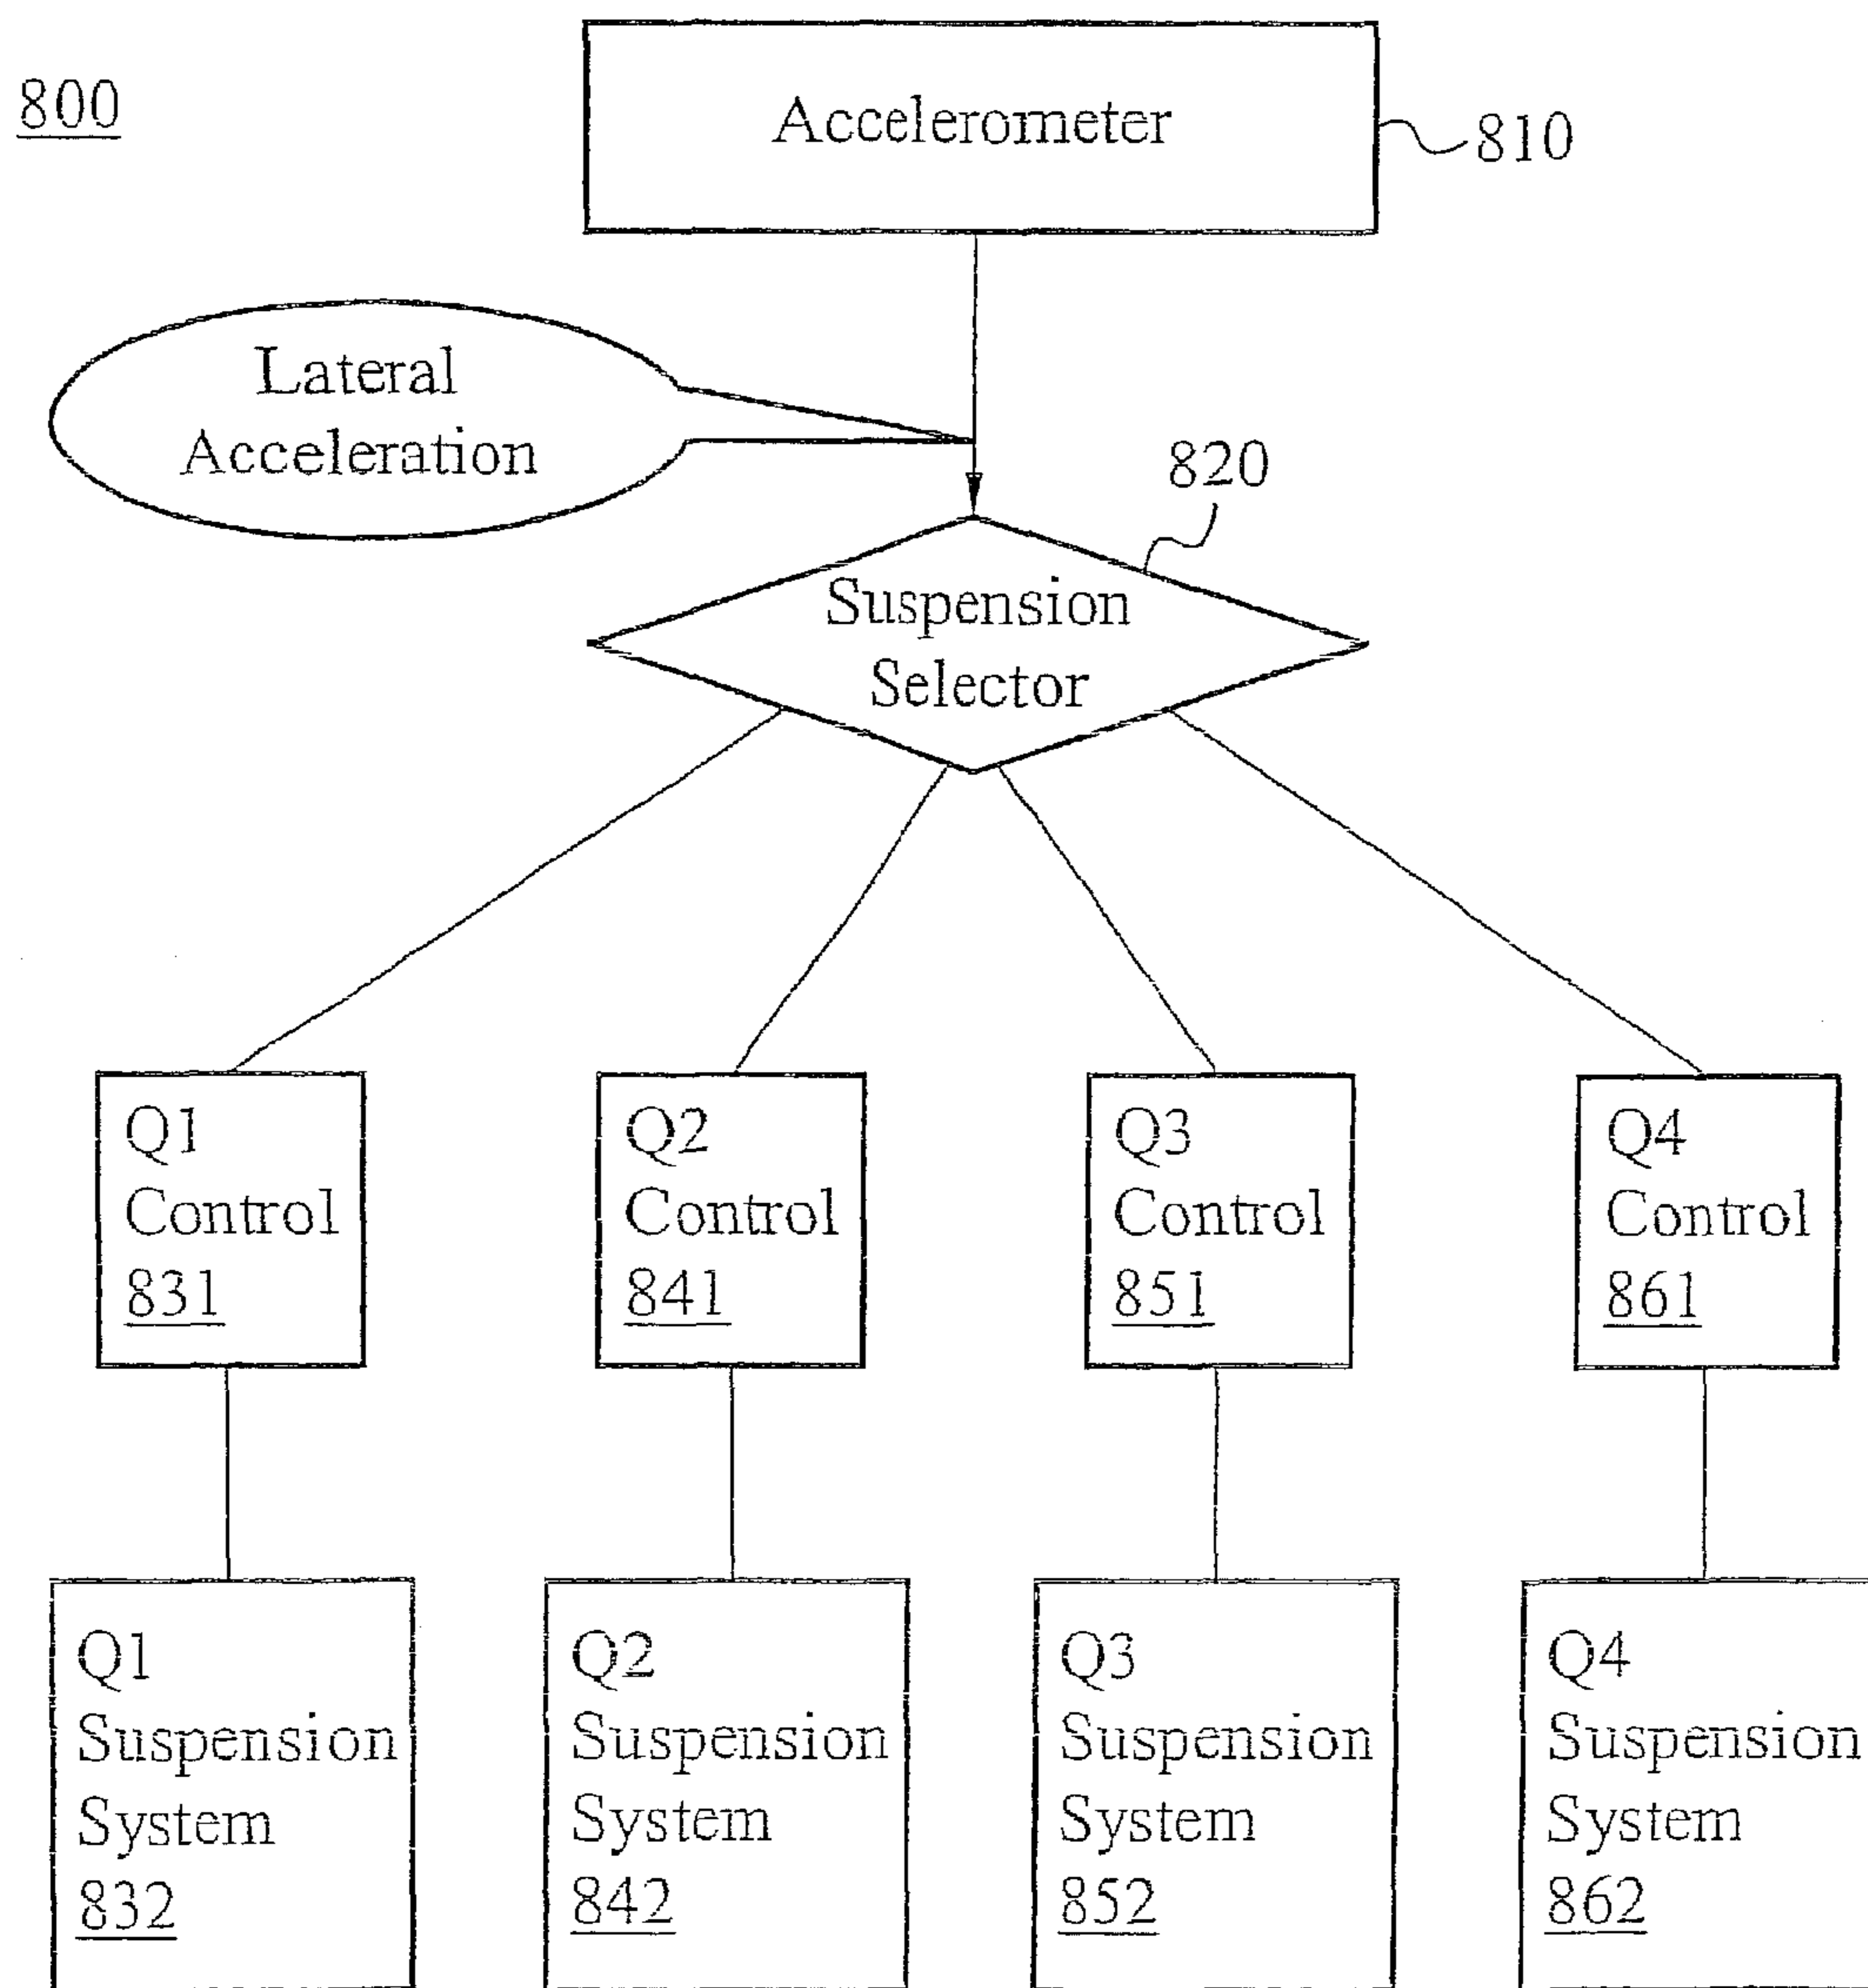 800
Accelerometer
810
Lateral
Acceleration
820
Suspension
Selector
Q1
Control
831
Q2
Control
841
Q3
Control
851
Q4
Control
861
Q1
Suspension
System
832
Q2
Suspension
System
842
Q3
Suspension
System
852
Q4
Suspension
System
862